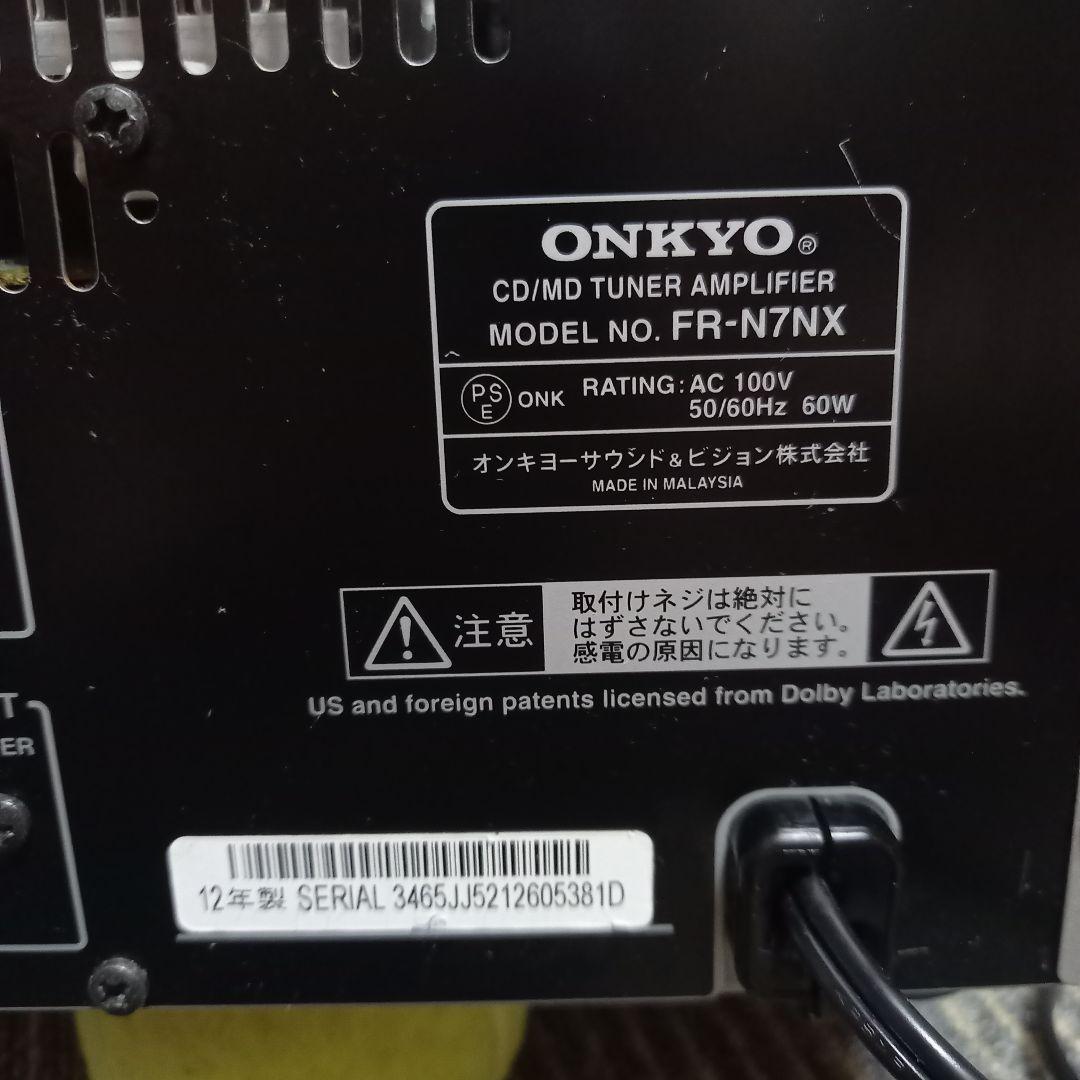 ONKYO®
CD/MD TUNER AMPLIFIER
MODEL NO. FR-N7NX
PS
E
ONK
RATING: AC 100V
50/60Hz 60W
オンキヨーサウンド&ビジョン株式会社
MADE IN MALAYSIA
注意
取付けネジは絶対に
はずさないでください。
感電の原因になります。
US and foreign patents licensed from Dolby Laboratories.
T
ER
12年製 SERIAL 3465JJ5212605381D